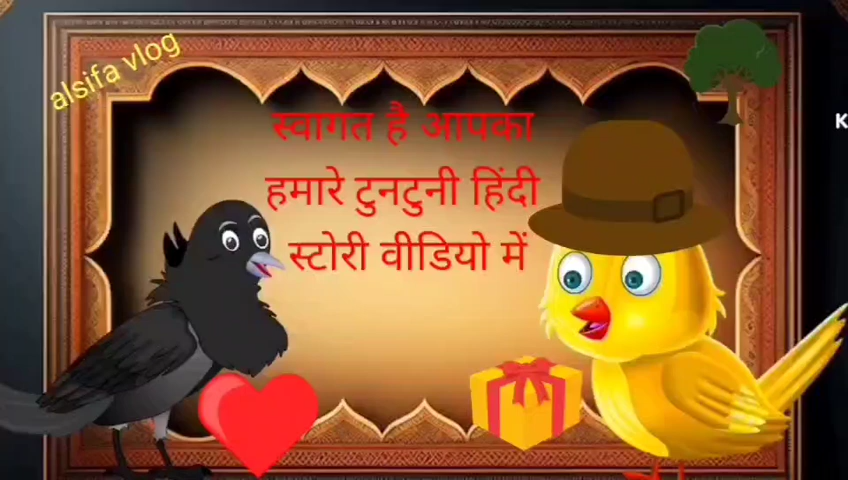 alsifa vlog
स्वागत है आपका
हमारे टुनटुनी हिंदी
स्टोरी वीडियो में
K